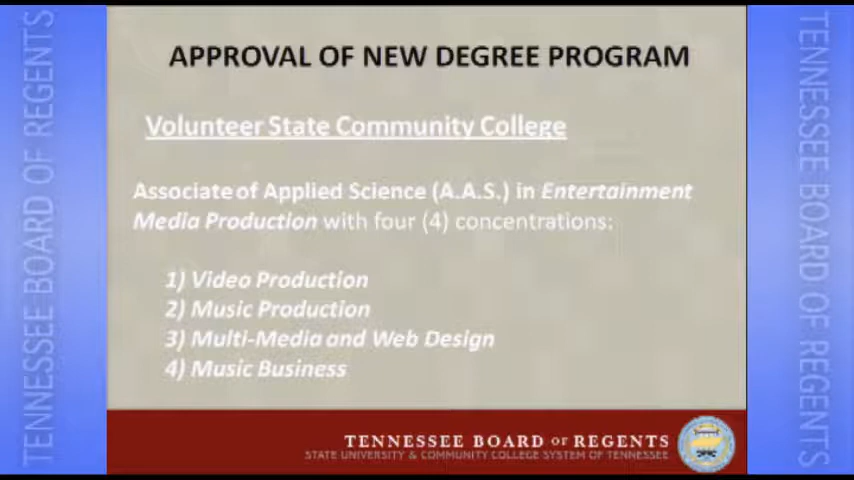 APPROVAL OF NEW DEGREE PROGRAM
Volunteer State Community College
Associate of Applied Science (A.A.S.) in Entertainment
Media Production with four (4) concentrations:
1) Video Production
2) Music Production
3) Multi-Media and Web Design
4) Music Business
TENNESSEE BOARD OF REGENTS
STATE UNIVERSITY & COMMUNITY COLLEGE SYSTEM OF TENNESSEE
TENNESSEE BOARD OF REGENTS
TENNESSEE BOARD OF REGENTS